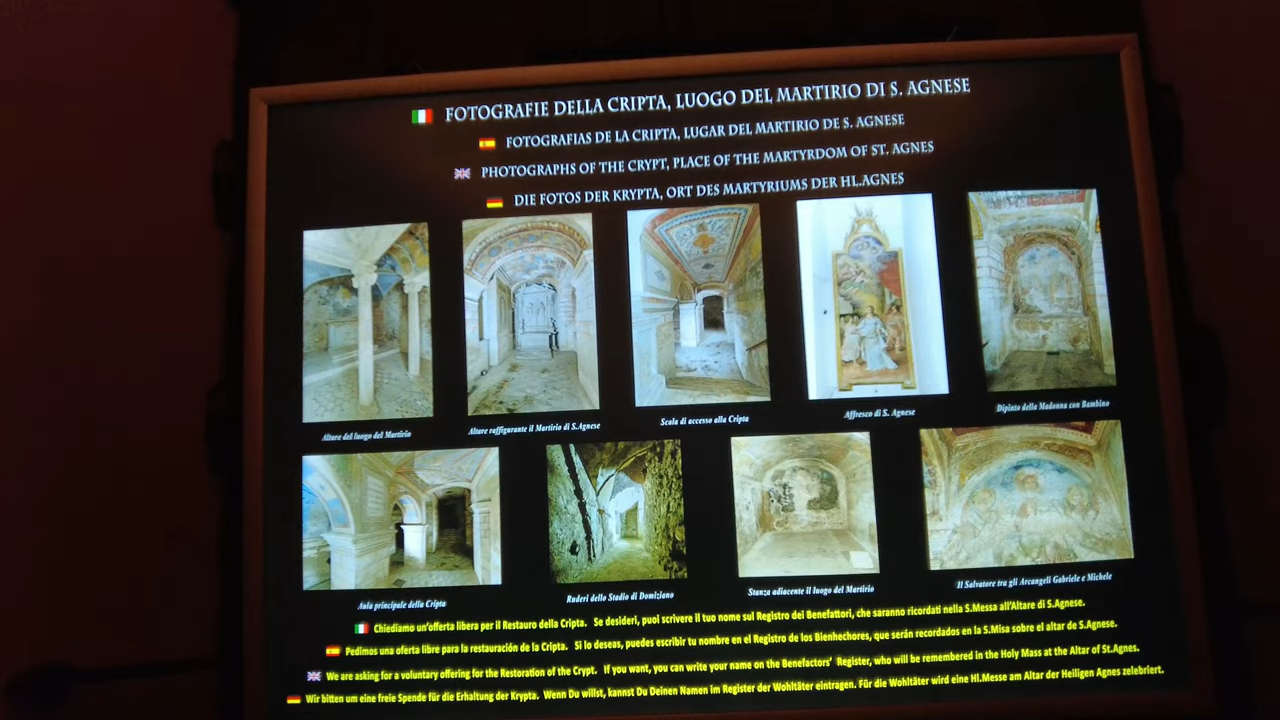 FOTOGRAFIE DELLA CRIPTA, LUOGO DEL MARTIRIO DI S. AGNESE
FOTOGRAFIAS DE LA CRIPTA, LUGAR DEL MARTIRIO DE S. AGNESE
PHOTOGRAPHS OF THE CRYPT, PLACE OF THE MARTYRDOM OF ST. AGNES
DIE FOTOS DER KRYPTA, ORT DES MARTYRIUMS DER HL.AGNES
Altare del luogo del Martirio
Altare raffigurante il Martirio di S.Agnese
Scala di accesso alla Cripta
Affresco di S. Agnese
Dipinto della Madonna con Bambino
Aula principale della Cripta
Ruderi dello Stadio di Domiziano
Stanza adiacente il luogo del Martirio
Il Salvatore tra gli Arcangeli Gabriele e Michele
Chiediamo un'offerta libera per il Restauro della Cripta. Se desideri, puoi scrivere il tuo nome sul Registro dei Benefattori, che saranno ricordati nella S.Messa all'Altare di S.Agnese.
Pedimos una oferta libre para la restauración de la Cripta. Si lo deseas, puedes escribir tu nombre en el Registro de los Bienhechores, que serán recordados en la S.Misa sobre el altar de S.Agnese.
We are asking for a voluntary offering for the Restoration of the Crypt. If you want, you can write your name on the Benefactors' Register, who will be remembered in the Holy Mass at the Altar of St.Agnes.
Wir bitten um eine freie Spende für die Erhaltung der Krypta. Wenn Du willst, kannst Du Deinen Namen im Register der Wohltäter eintragen. Für die Wohltäter wird eine Hl.Messe am Altar der Heiligen Agnes zelebriert.